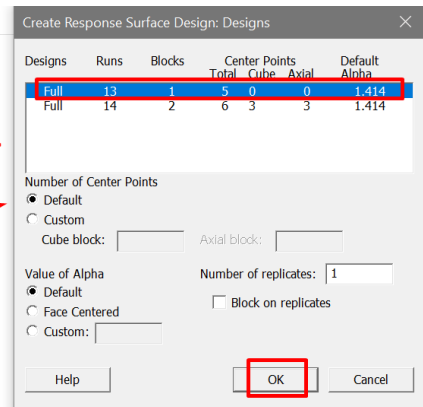 Create Response Surface Design: Designs
Designs Runs Blocks Center Points Default
Total Cube Axial Alpha
Full 13 1 5 0 0 1.414
Full 14 2 6 3 3 1.414
Number of Center Points
Default
Custom
Cube block: Axial block:
Value of Alpha Number of replicates: 1
Default
Block on replicates
Face Centered
Custom:
Help OK Cancel